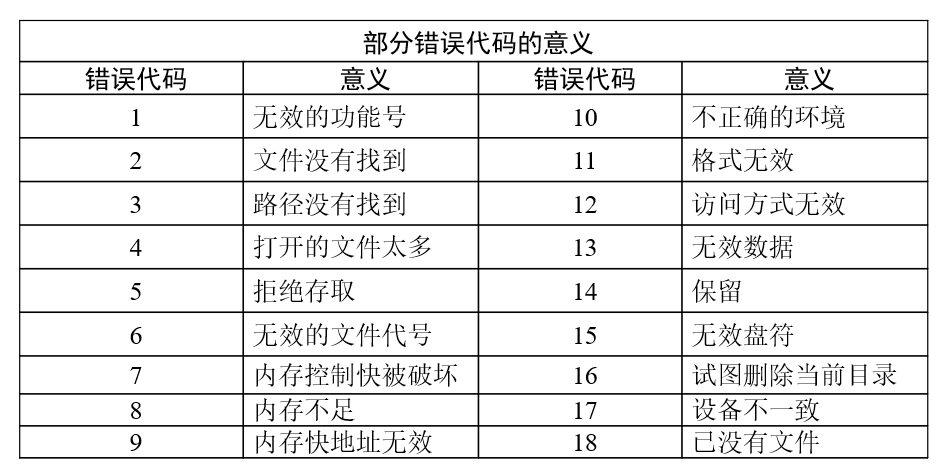 部分错误代码的意义
错误代码 意义 错误代码 意义
1 无效的功能号 10 不正确的环境
2 文件没有找到 11 格式无效
3 路径没有找到 12 访问方式无效
4 打开的文件太多 13 无效数据
5 拒绝存取 14 保留
6 无效的文件代号 15 无效盘符
7 内存控制快被破坏 16 试图删除当前目录
8 内存不足 17 设备不一致
9 内存快地址无效 18 已没有文件